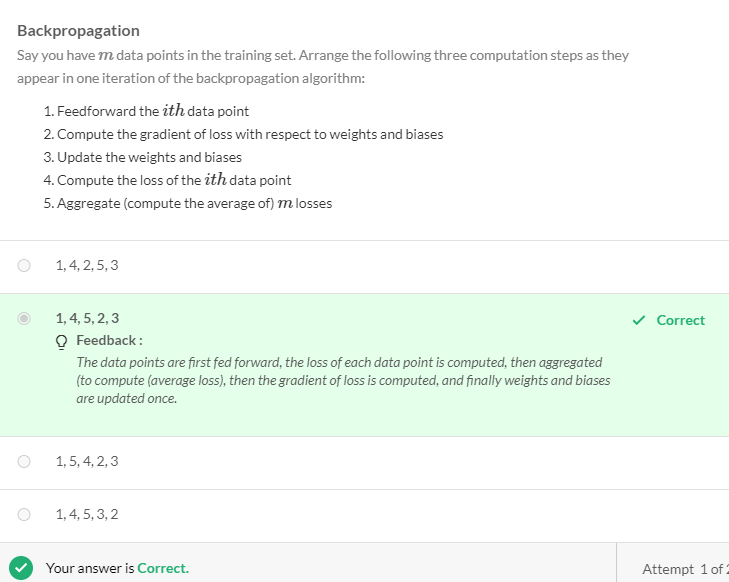 Backpropagation
Say you have m data points in the training set. Arrange the following three computation steps as they
appear in one iteration of the backpropagation algorithm:
1. Feedforward the ith data point
2. Compute the gradient of loss with respect to weights and biases
3. Update the weights and biases
4. Compute the loss of the ith data point
5. Aggregate (compute the average of) m losses
1, 4, 2, 5, 3
1, 4, 5, 2, 3
Correct
Feedback :
The data points are first fed forward, the loss of each data point is computed, then aggregated
(to compute (average loss), then the gradient of loss is computed, and finally weights and biases
are updated once.
1, 5, 4, 2, 3
1, 4, 5, 3, 2
Your answer is Correct.
Attempt 1 of